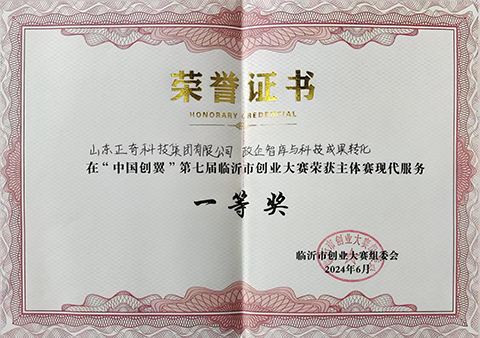 荣誉证书
HONORARY CREDENTIAL
山东正奇科技集团有限公司 政企智库与科技成果转化
在“中国创翼”第七届临沂市创业大赛荣获主体赛现代服务
一等奖
临沂市创业大赛组委会
2024年6月